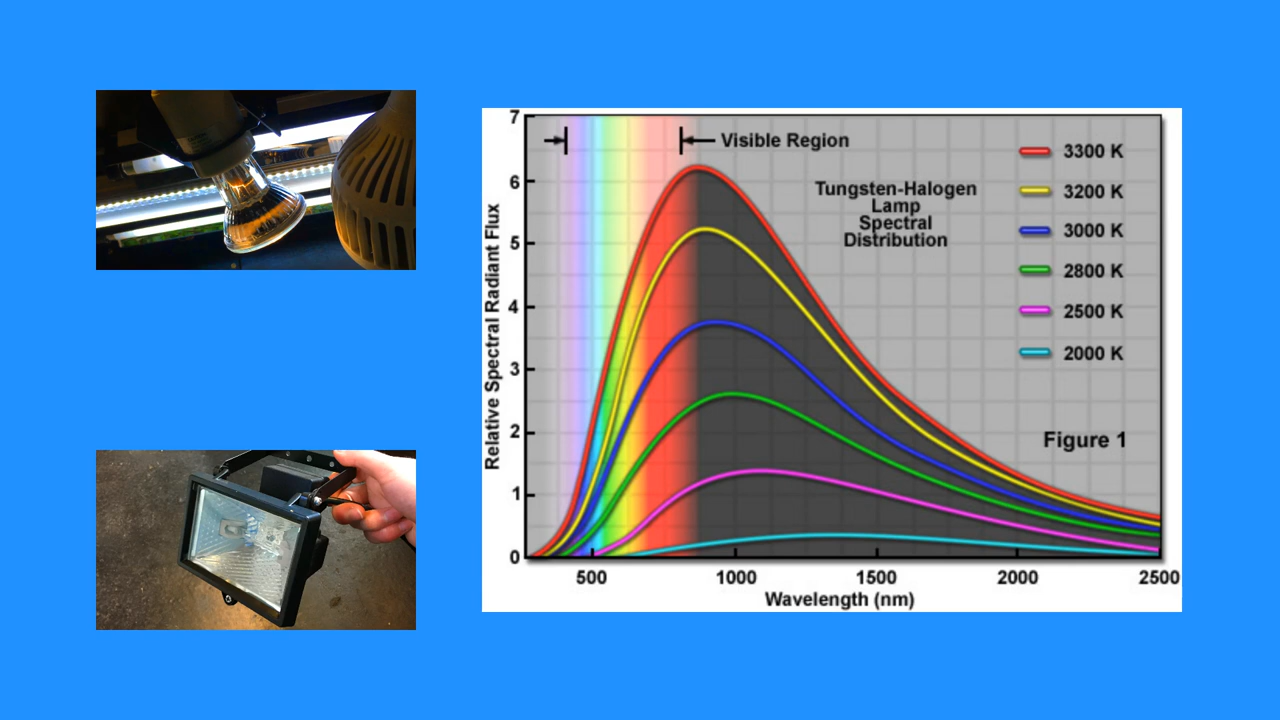 Relative Spectral Radiant Flux
7
6
5
4
3
2
1
0
Visible Region
Tungsten-Halogen
Lamp
Spectral
Distribution
3300 K
3200 K
3000 K
2800 K
2500 K
2000 K
Figure 1
500 1000 1500 2000 2500
Wavelength (nm)